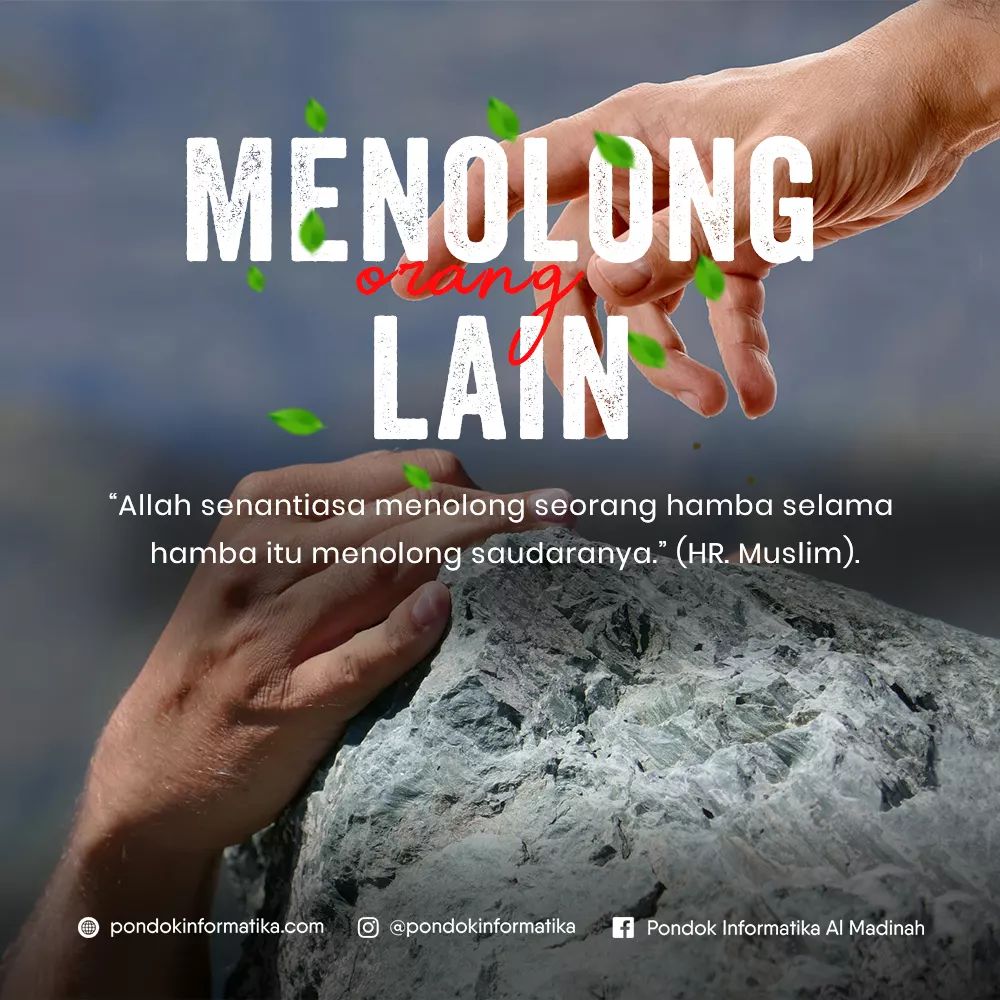 MENOLONG
orang
LAIN
“Allah senantiasa menolong seorang hamba selama
hamba itu menolong saudaranya.” (HR. Muslim).
pondokinformatika.com @pondokinformatika Pondok Informatika Al Madinah